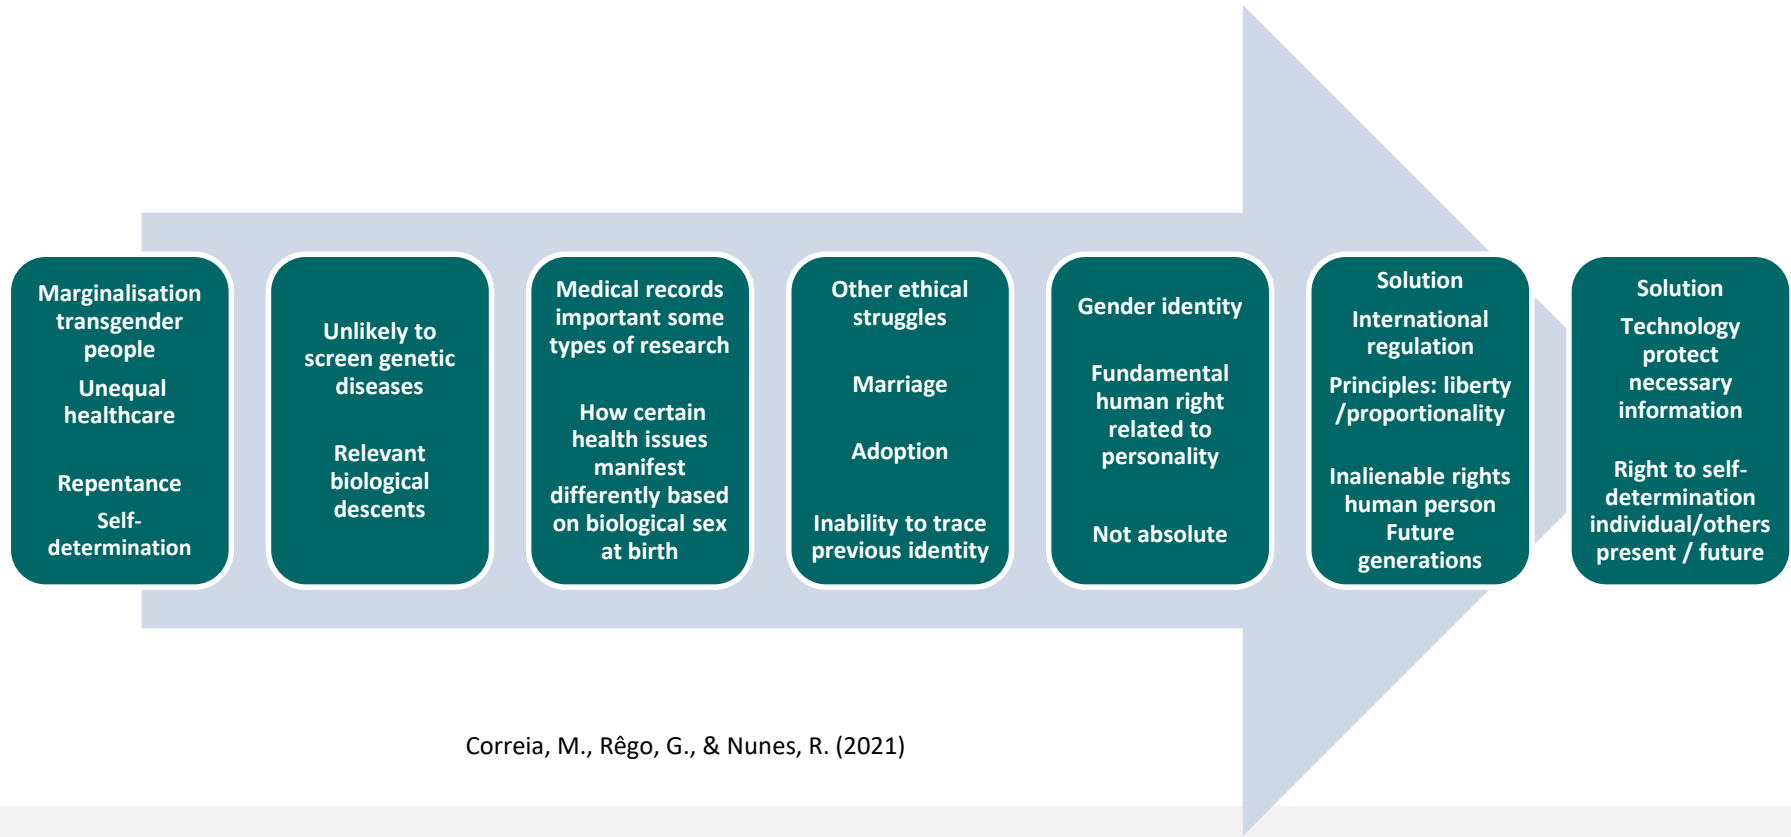 Marginalisation
transgender
people
Unequal
healthcare
Repentance
Self-
determination
Unlikely to
screen genetic
diseases
Relevant
biological
descents
Medical records
important some
types of research
How certain
health issues
manifest
differently based
on biological sex
at birth
Other ethical
struggles
Marriage
Adoption
Inability to trace
previous identity
Gender identity
Fundamental
human right
related to
personality
Not absolute
Solution
International
regulation
Principles: liberty
/proportionality
Inalienable rights
human person
Future
generations
Solution
Technology
protect
necessary
information
Right to self-
determination
individual/others
present / future
Correia, M., Rêgo, G., & Nunes, R. (2021)